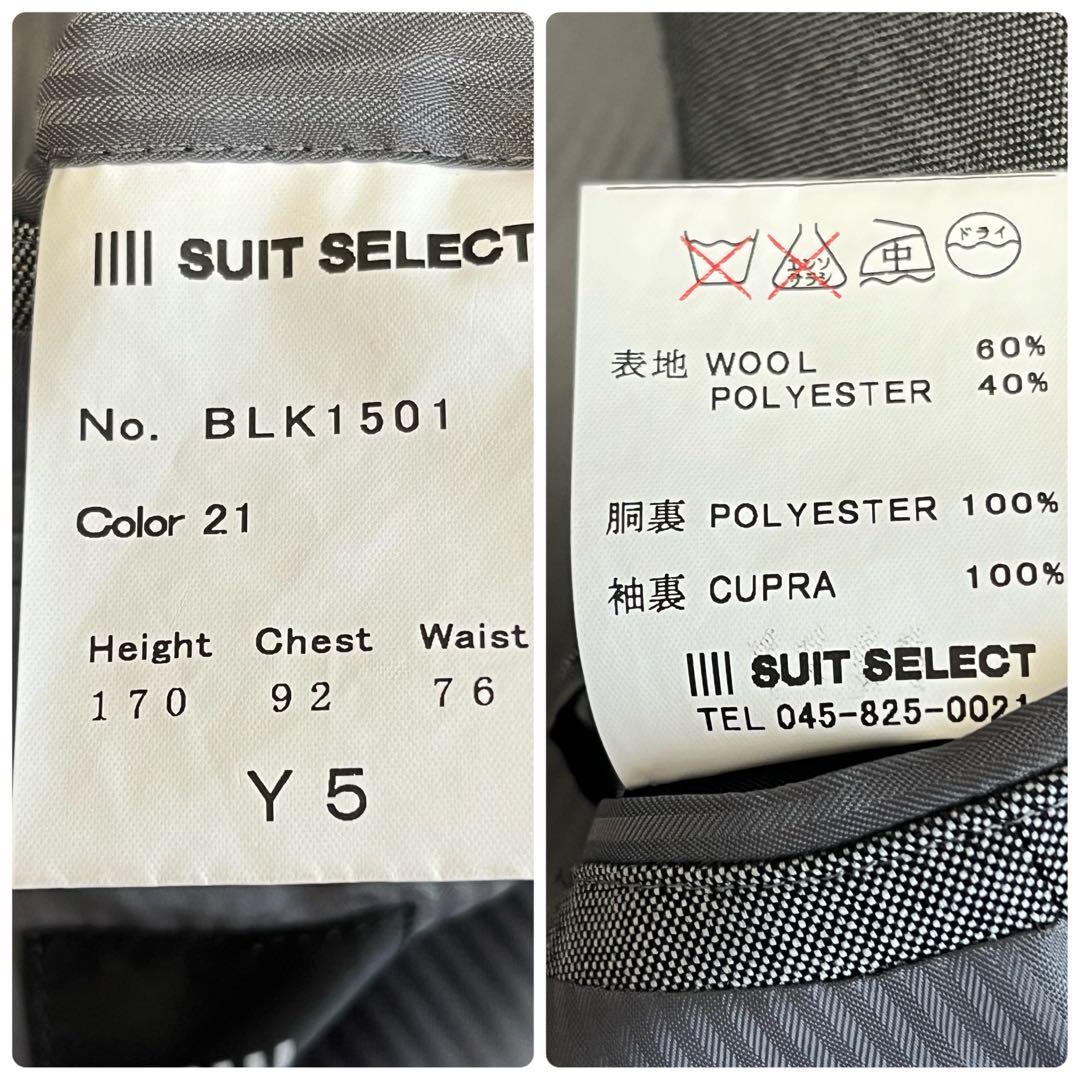 SUIT SELECT
No. BLK1501
Color 21
Height Chest Waist
170 92 76
Y 5
エンソ
サラシ
中
ドライ
表地 WOOL 60%
POLYESTER 40%
胴裏 POLYESTER 100%
袖裏 CUPRA 100%
SUIT SELECT
TEL 045-825-0021